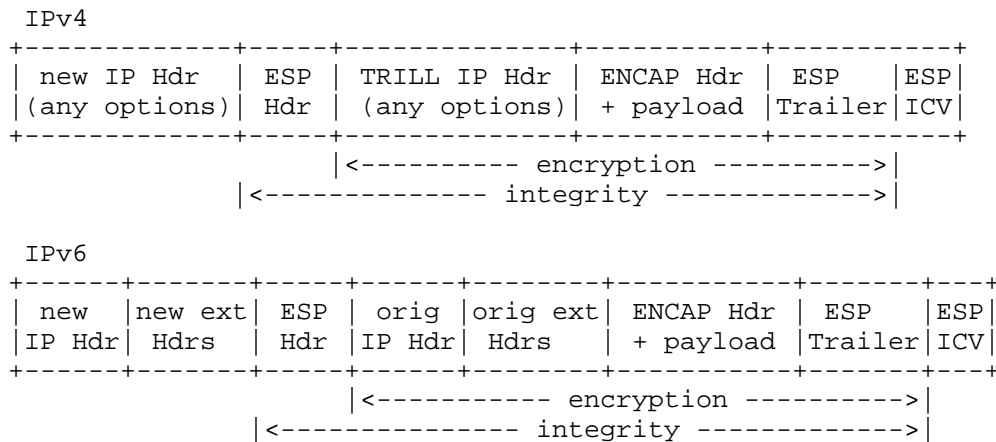 IPv4
+-------------+-----+--------------+-----------+-----------+
| new IP Hdr  | ESP | TRILL IP Hdr | ENCAP Hdr | ESP   |ESP|
|(any options)| Hdr | (any options)| + payload |Trailer|ICV|
+-------------+-----+--------------+-----------+-----------+
|<---------- encryption ---------->|
|<-------------- integrity ------------->|
IPv6
+------+-------+-----+------+--------+-----------+-------+---+
| new  |new ext| ESP | orig |orig ext| ENCAP Hdr | ESP   |ESP|
|IP Hdr| Hdrs  | Hdr |IP Hdr| Hdrs   | + payload |Trailer|ICV|
+------+-------+-----+------+--------+-----------+-------+---+
|<----------- encryption ---------->|
|<--------------- integrity ------------->|